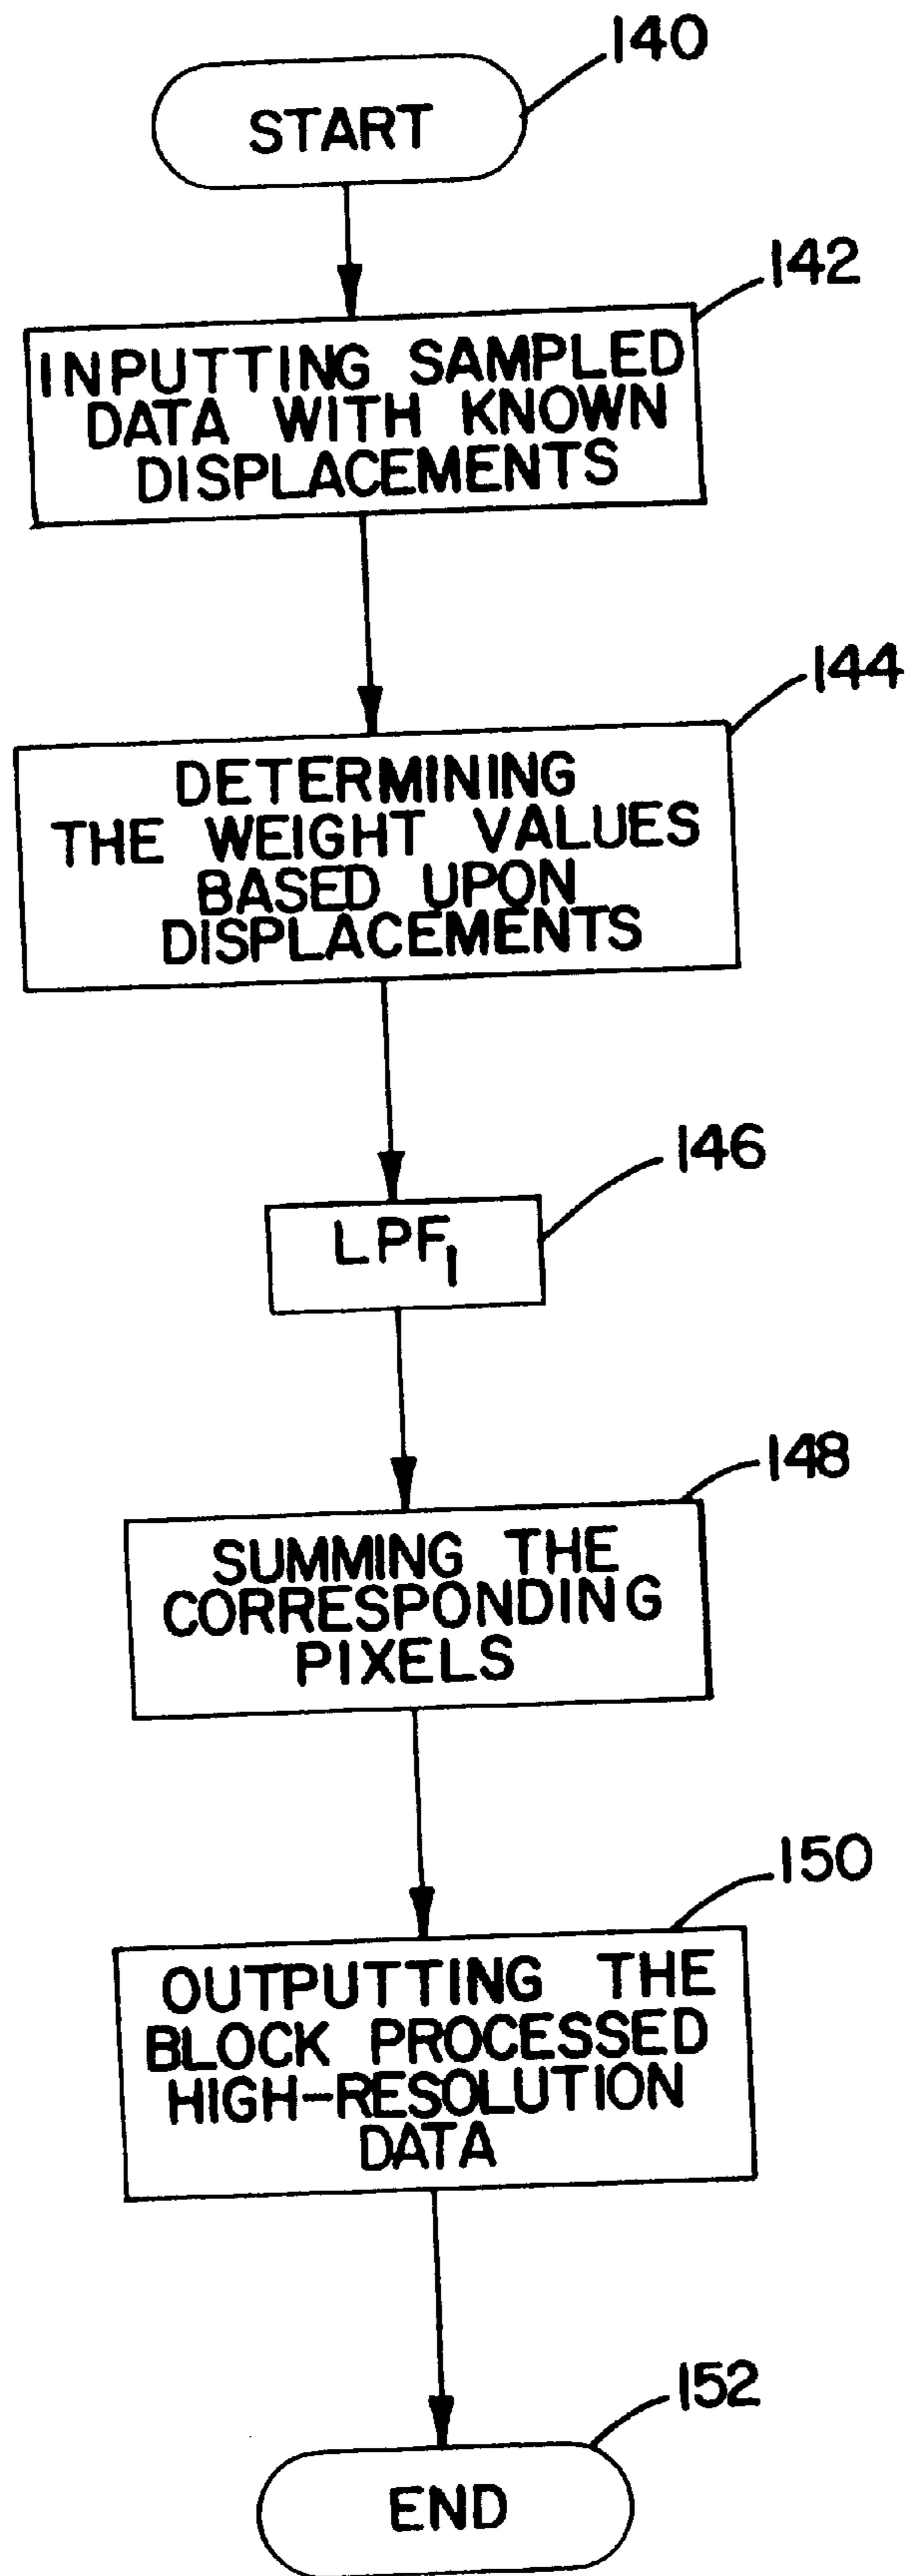 140
START
142
INPUTTING SAMPLED
DATA WITH KNOWN
DISPLACEMENTS
144
DETERMINING
THE WEIGHT VALUES
BASED UPON
DISPLACEMENTS
146
LPF₁
148
SUMMING THE
CORRESPONDING
PIXELS
150
OUTPUTTING THE
BLOCK PROCESSED
HIGH-RESOLUTION
DATA
152
END